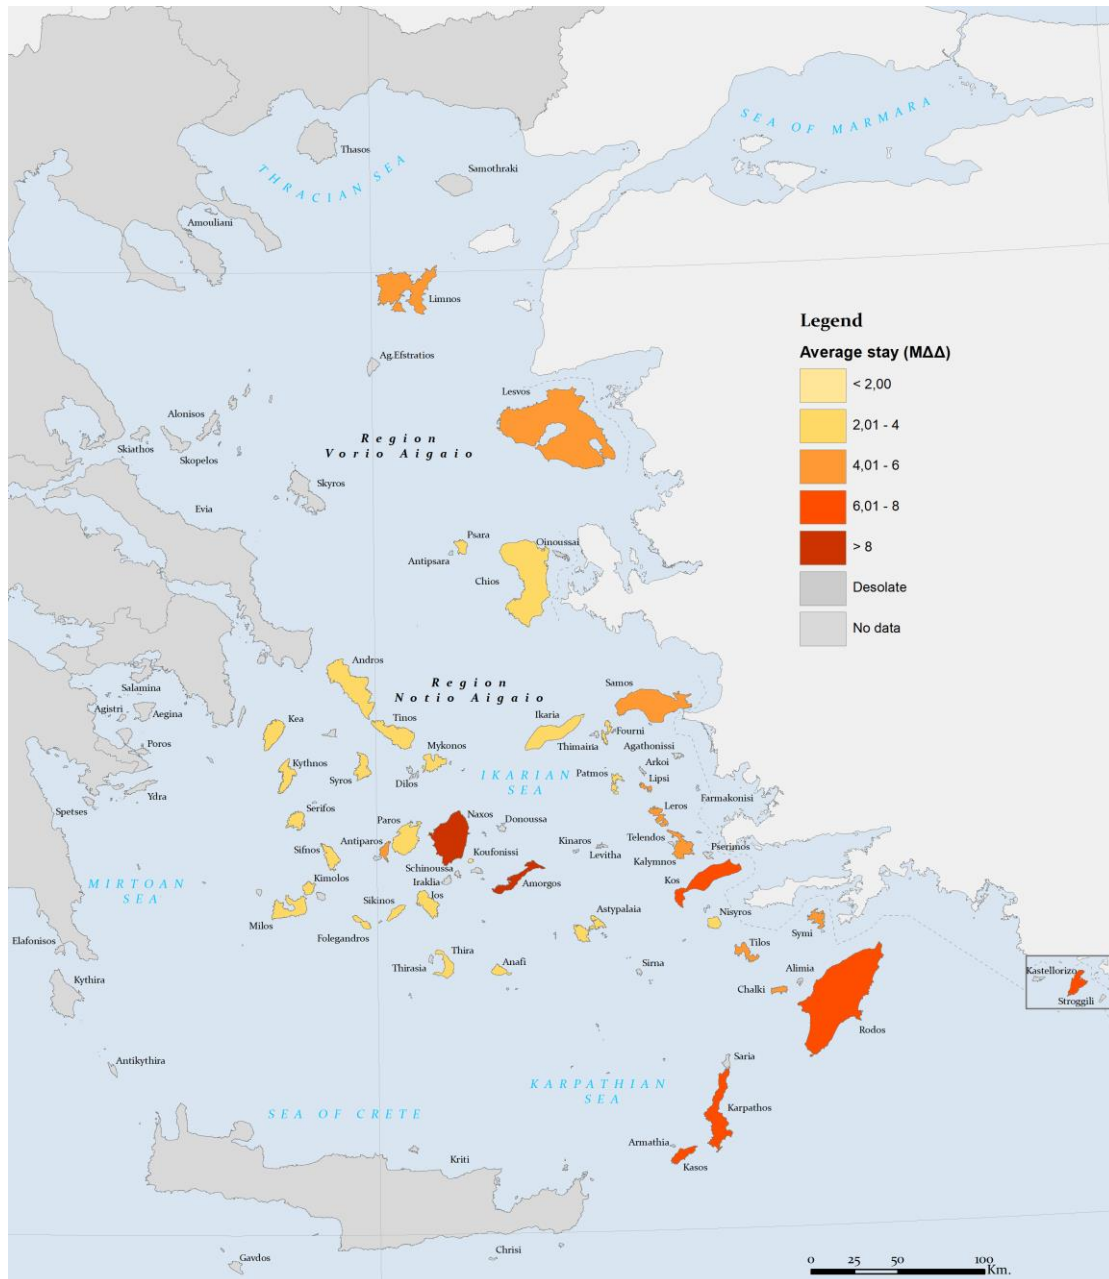 SEA OF MARMARA
Thasos
THRACIAN SEA
Samothraki
Amouliani
Limnos
Legend
Average stay (ΜΔΔ)
< 2,00
2,01 - 4
4,01 - 6
6,01 - 8
> 8
Desolate
No data
Ag.Efstratios
Lesvos
Alonisos
Skiathos
Skopelos
Region
Vorio Aigaio
Skyros
Evia
Psara
Antipsara
Oinoussai
Chios
Andros
Region
Notio Aigaio
Samos
Salamina
Agistri
Aegina
Kea
Tinos
Ikaria
Fourni
Thimairia
Agathonissi
Poros
Mykonos
Kythnos
Syros
Dilos
IKARIAN
SEA
Arkoi
Patmos
Lipsi
Ydra
Spetses
Farmakonisi
Serifos
Leros
Paros
Naxos
Donoussa
Antiparos
Telendos
Pserimos
Sifnos
Koufonissi
Kinaros
Levitha
Kalymnos
Schinoussa
Iraklia
Amorgos
Kos
MIRTOAN
SEA
Kimolos
Ios
Sikinos
Milos
Folegandros
Astypalaia
Nisyros
Symi
Elafonisos
Tilos
Thira
Thirasia
Anafi
Sirna
Alimia
Kastellorizo
Stroggili
Kythira
Chalki
Rodos
Antikythira
Saria
KARPATHIAN
SEA
SEA OF CRETE
Karpathos
Armathia
Kasos
Kriti
Gavdos
Chrisi
0 25 50 100
Km.